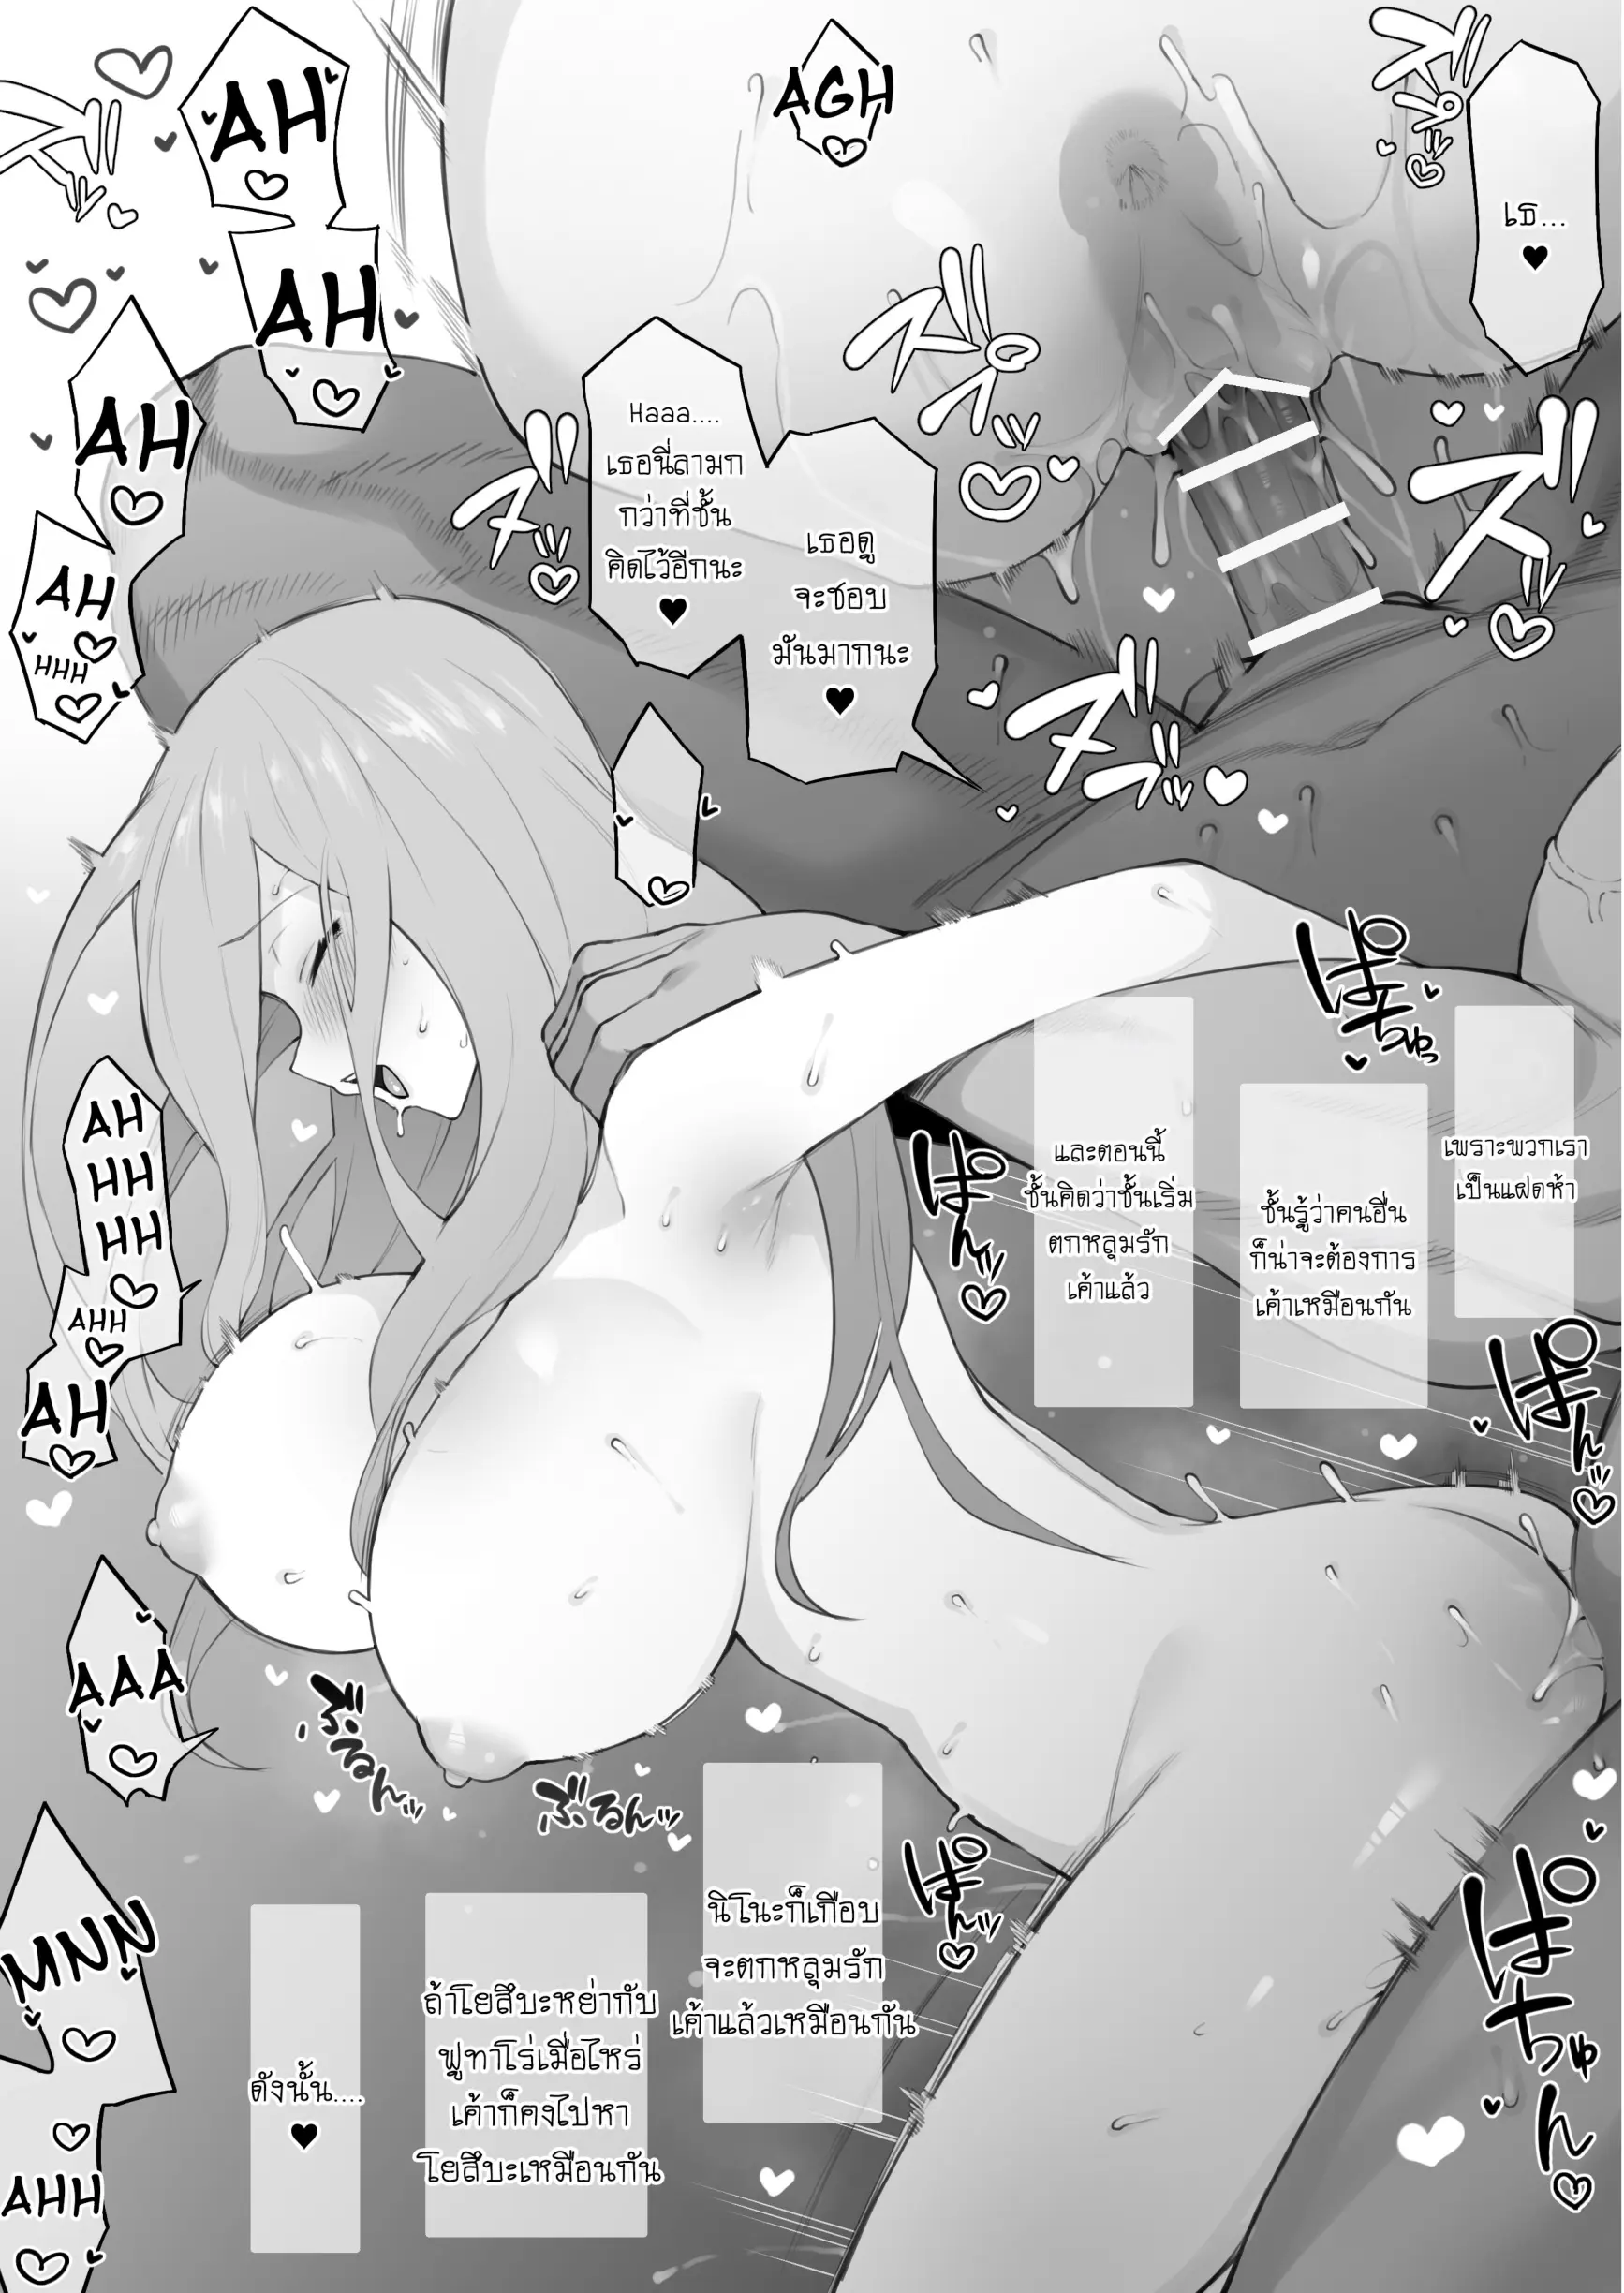 เธ...
♥
AGH
AH
AH
AH
AH
HHH
เธอดู
จะชอบ
มันมากนะ
♥
Haaa....
เธอนี่ลามก
กว่าที่ชั้น
คิดไว้อีกนะ
♥
เพราะพวกเรา
เป็นแฝดห้า
ชั้นรู้ว่าคนอื่น
ก็น่าจะต้องการ
เค้าเหมือนกัน
และตอนนี้
ชั้นคิดว่าชั้นเริ่ม
ตกหลุมรัก
เค้าแล้ว
ぱちゅっ
ぱんッ
ぱんッ
AH
HH
HH
AHH
AH
AAA
ぶるんッ
ぶるんッ
ぱんッ
ぱちゅん
นิโนะก็เกือบ
จะตกหลุมรัก
เค้าแล้วเหมือนกัน
ถ้าโยสึบะหย่ากับ
ฟูทาโร่เมื่อไหร่
เค้าก็คงไปหา
โยสึบะเหมือนกัน
ดังนั้น....
♥
MNN
AHH